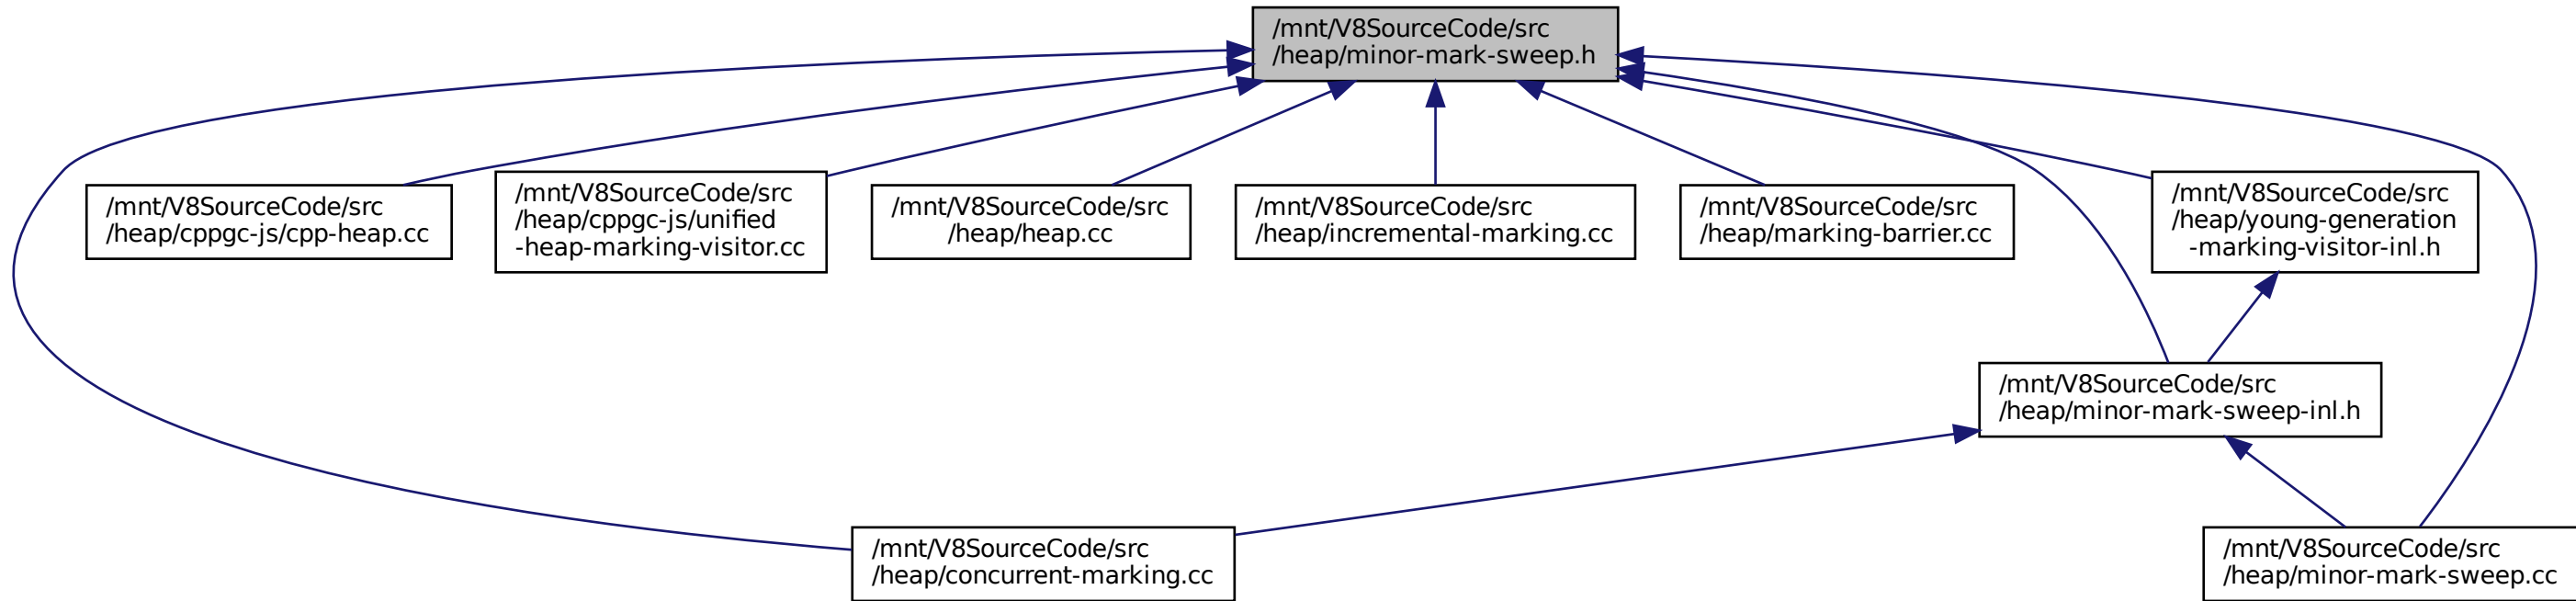 /mnt/V8SourceCode/src
/heap/minor-mark-sweep.h
/mnt/V8SourceCode/src
/heap/cppgc-js/cpp-heap.cc
/mnt/V8SourceCode/src
/heap/cppgc-js/unified
-heap-marking-visitor.cc
/mnt/V8SourceCode/src
/heap/heap.cc
/mnt/V8SourceCode/src
/heap/incremental-marking.cc
/mnt/V8SourceCode/src
/heap/marking-barrier.cc
/mnt/V8SourceCode/src
/heap/young-generation
-marking-visitor-inl.h
/mnt/V8SourceCode/src
/heap/minor-mark-sweep-inl.h
/mnt/V8SourceCode/src
/heap/concurrent-marking.cc
/mnt/V8SourceCode/src
/heap/minor-mark-sweep.cc